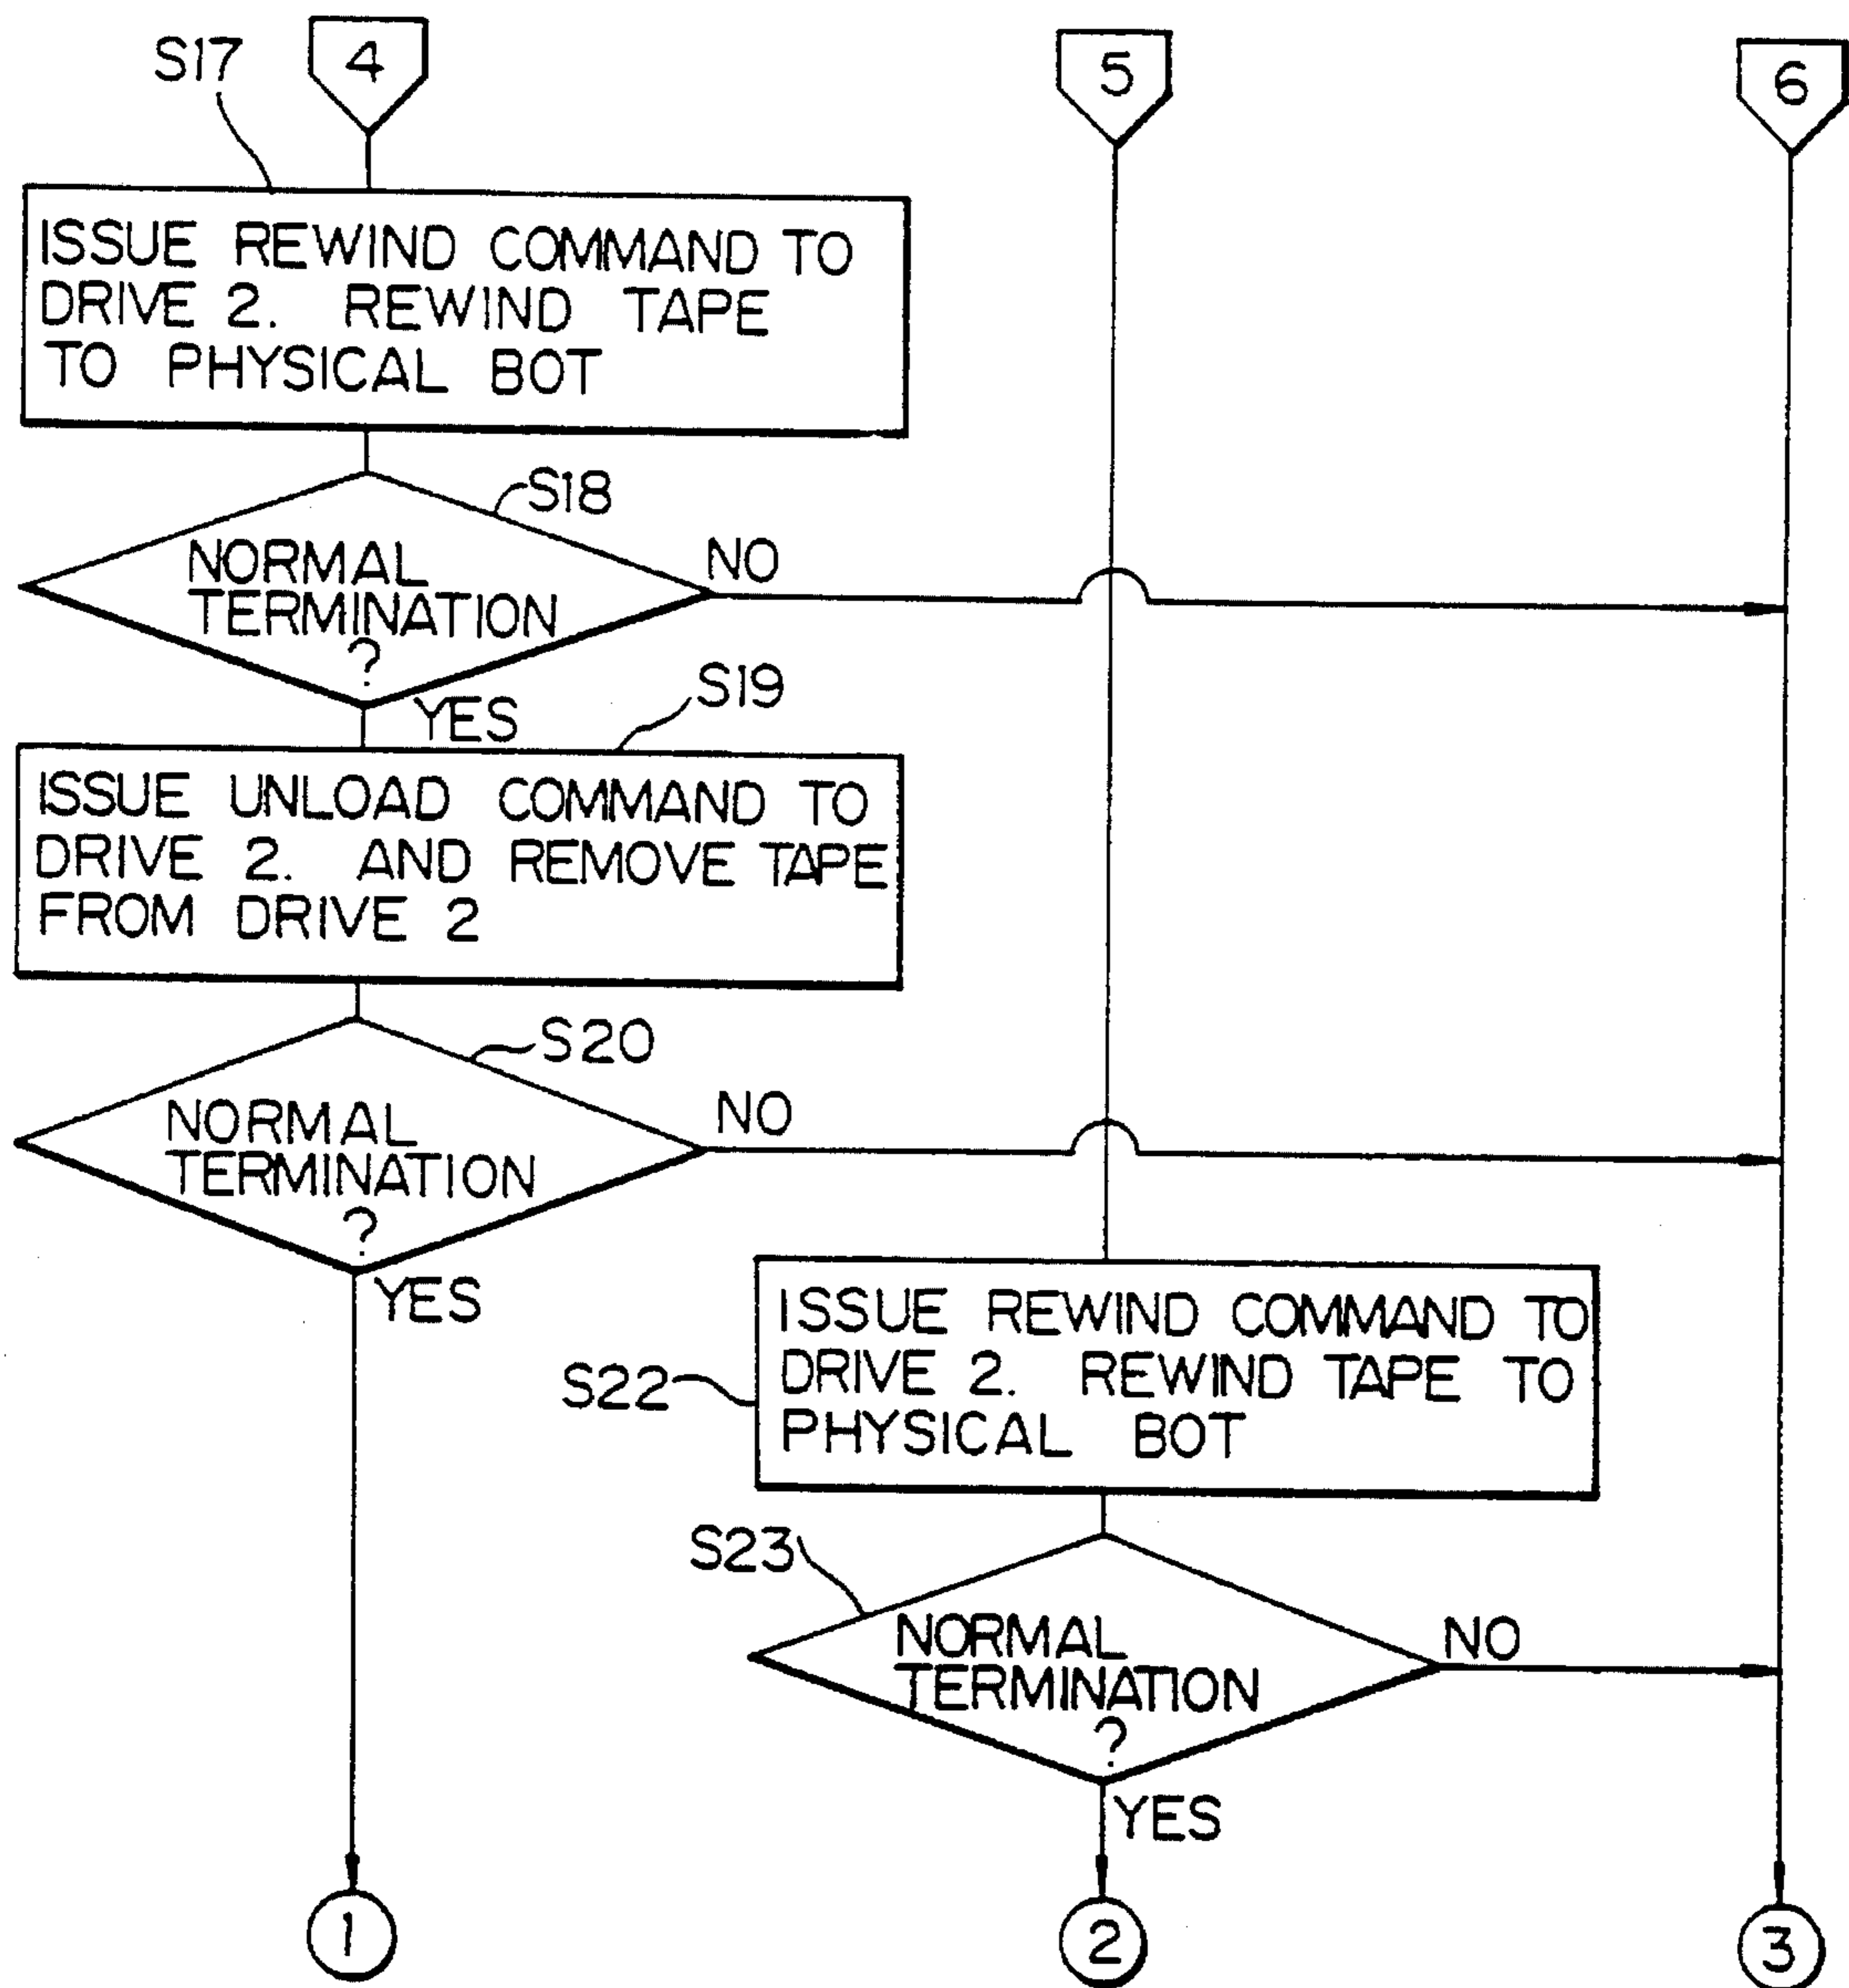 S17
4
5
6
ISSUE REWIND COMMAND TO
DRIVE 2. REWIND TAPE
TO PHYSICAL BOT
S18
NORMAL
TERMINATION
?
NO
YES
S19
ISSUE UNLOAD COMMAND TO
DRIVE 2. AND REMOVE TAPE
FROM DRIVE 2
S20
NORMAL
TERMINATION
?
NO
YES
S22
ISSUE REWIND COMMAND TO
DRIVE 2. REWIND TAPE TO
PHYSICAL BOT
S23
NORMAL
TERMINATION
?
NO
YES
1
2
3